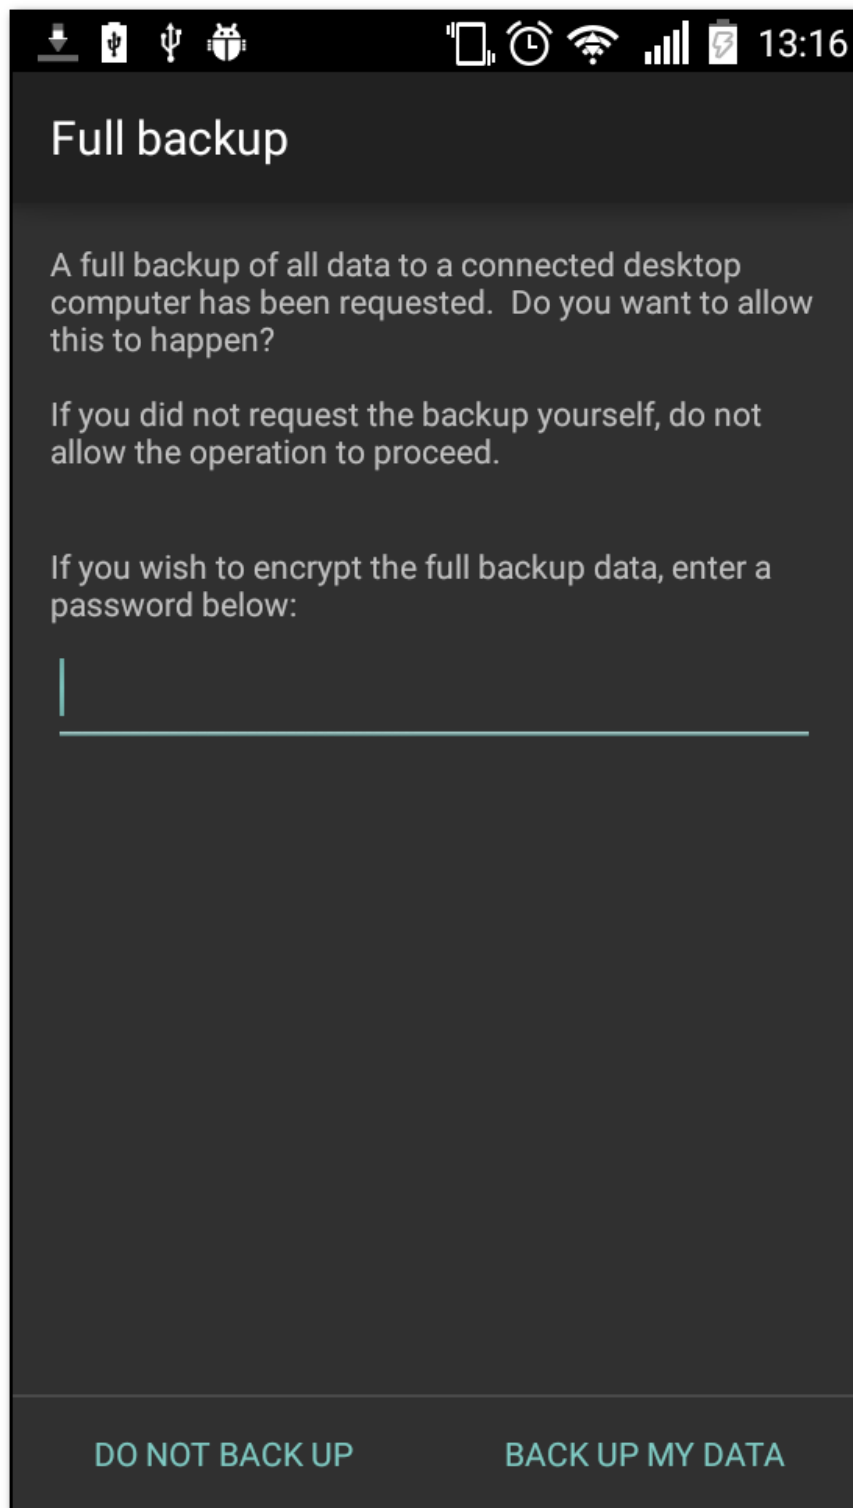 13:16
Full backup
A full backup of all data to a connected desktop
computer has been requested.  Do you want to allow
this to happen?
If you did not request the backup yourself, do not
allow the operation to proceed.
If you wish to encrypt the full backup data, enter a
password below:
DO NOT BACK UP
BACK UP MY DATA